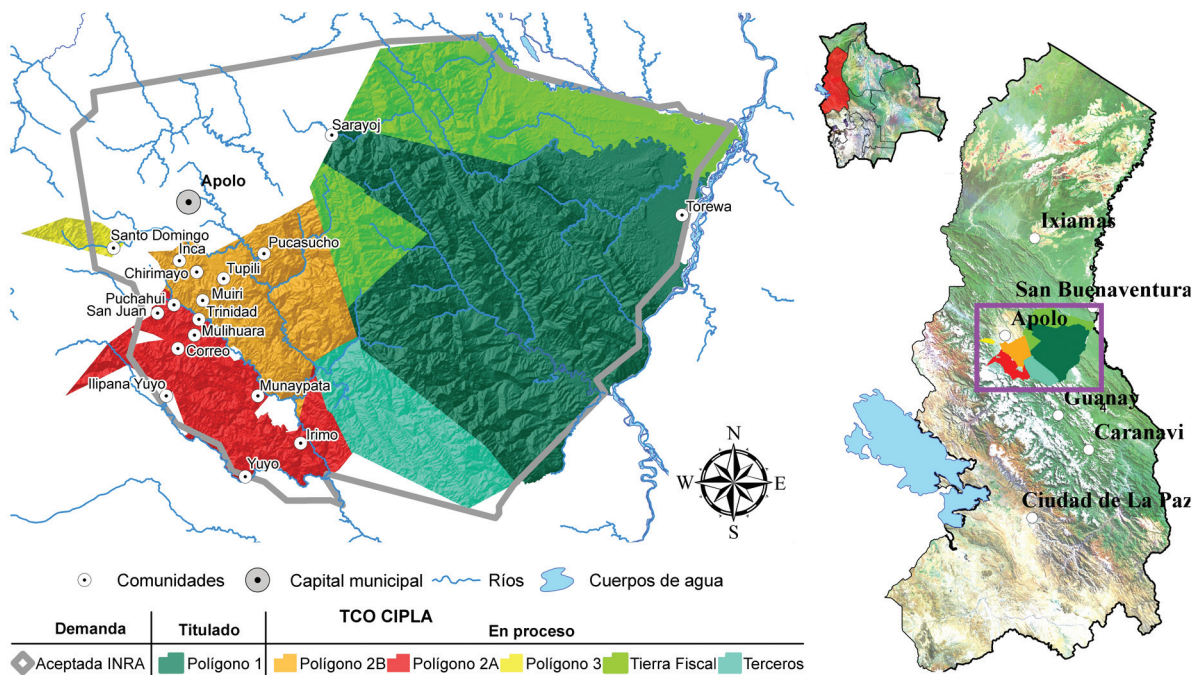 Sarayoj
Apolo
Torewa
Santo Domingo
Inca
Pucasucho
Chirimayo
Tupili
Puchahui
Muiri
San Juan
Trinidad
Mulihuara
Correo
Ilipana Yuyo
Munaypata
Irimo
Yuyo
N
W E
S
Ixiamas
San Buenaventura
Apolo
Guanay
4
Caranavi
Ciudad de La Paz
Comunidades Capital municipal Ríos Cuerpos de agua
TCO CIPLA
Demanda Titulado En proceso
Aceptada INRA Polígono 1 Polígono 2B Polígono 2A Polígono 3 Tierra Fiscal Terceros